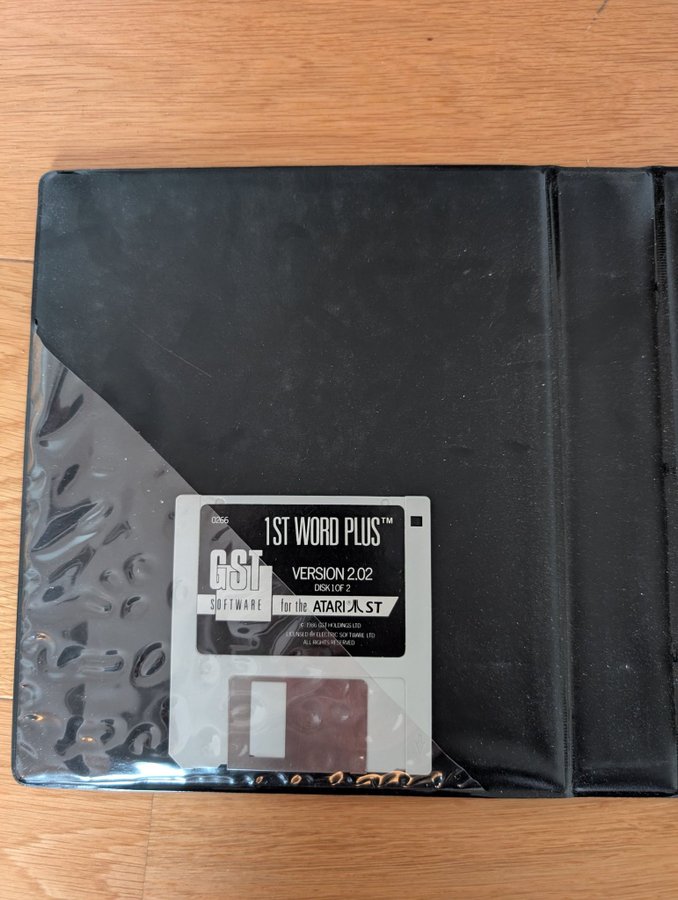 0266
1ST WORD PLUS™
GST
SOFTWARE
VERSION 2.02
DISK 1 OF 2
for the ATARI ST
© 1986 GST HOLDINGS LTD
LICENSED BY ELECTRIC SOFTWARE LTD
ALL RIGHTS RESERVED